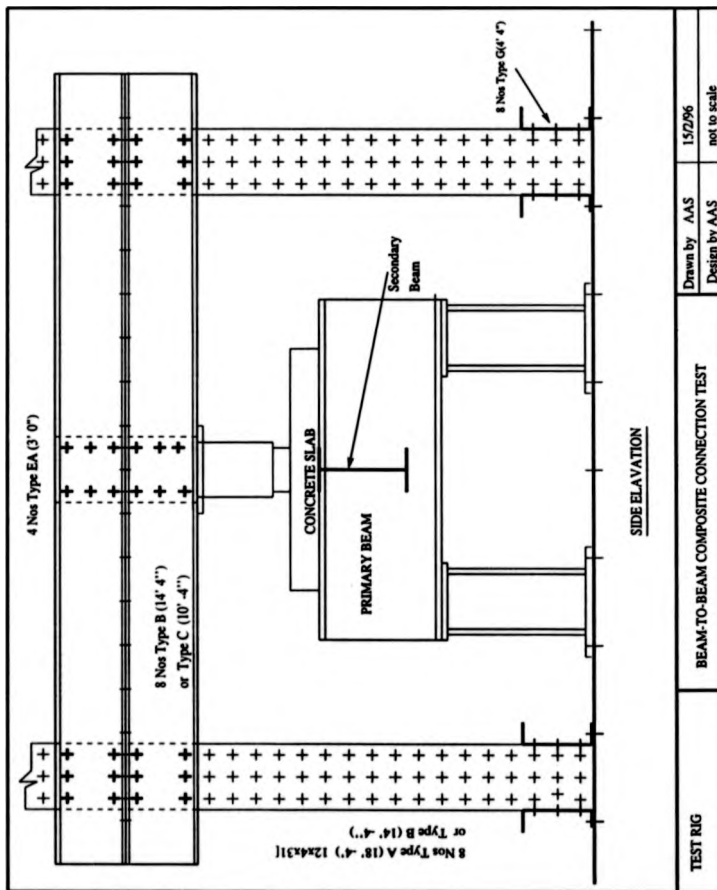 4 Nos Type EA (3' 0")
8 Nos Type B (14' 4")
or Type C (10' -4")
8 Nos Type G(4' 4")
CONCRETE SLAB
PRIMARY BEAM
Secondary
Beam
8 Nos Type A (18' -4' ) 12x4x31[
or Type B (14' -4'')
SIDE ELAVATION
TEST RIG
BEAM-TO-BEAM COMPOSITE CONNECTION TEST
Drawn by AAS
15/2/96
Design by AAS
not to scale